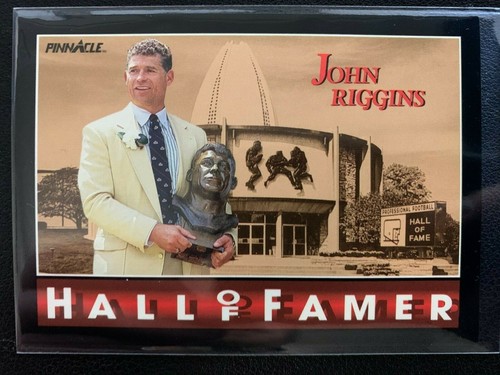 PINNACLE
JOHN
RIGGINS
PROFESSIONAL FOOTBALL
HALL OF
FAME
HALL OF FAMER